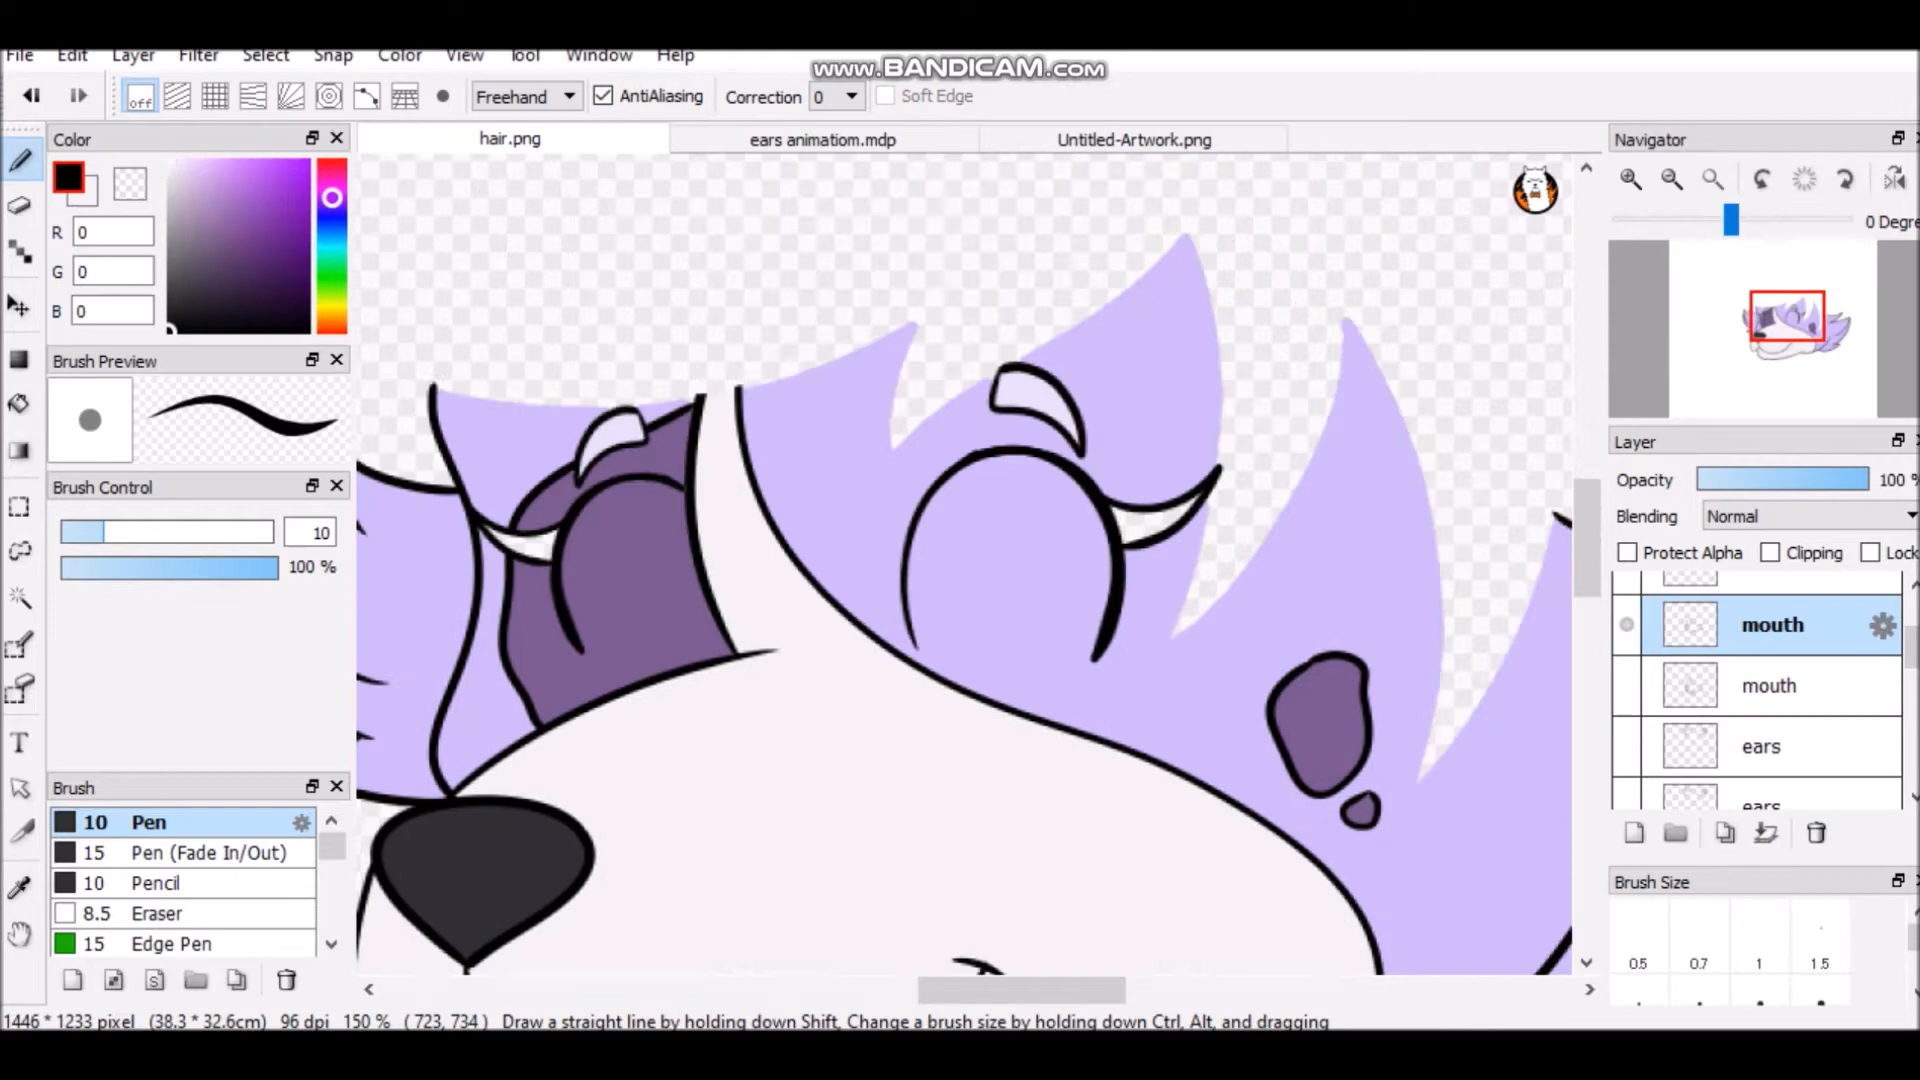 File Edit Layer Filter Select Snap Color View Tool Window Help
www.BANDICAM.com
off Freehand AntiAliasing Correction 0 Soft Edge
Color
hair.png
ears animatiom.mdp
Untitled-Artwork.png
Navigator
R 0
G 0
B 0
0 Degre
Brush Preview
Layer
Opacity 100 %
Brush Control
Blending Normal
10
Protect Alpha Clipping Lock
100 %
mouth
mouth
ears
ears
Brush
10 Pen
15 Pen (Fade In/Out)
10 Pencil
8.5 Eraser
15 Edge Pen
S
T
Brush Size
0.5 0.7 1 1.5
1446 * 1233 pixel (38.3 * 32.6cm) 96 dpi 150 % ( 723, 734 ) Draw a straight line by holding down Shift, Change a brush size by holding down Ctrl, Alt, and dragging